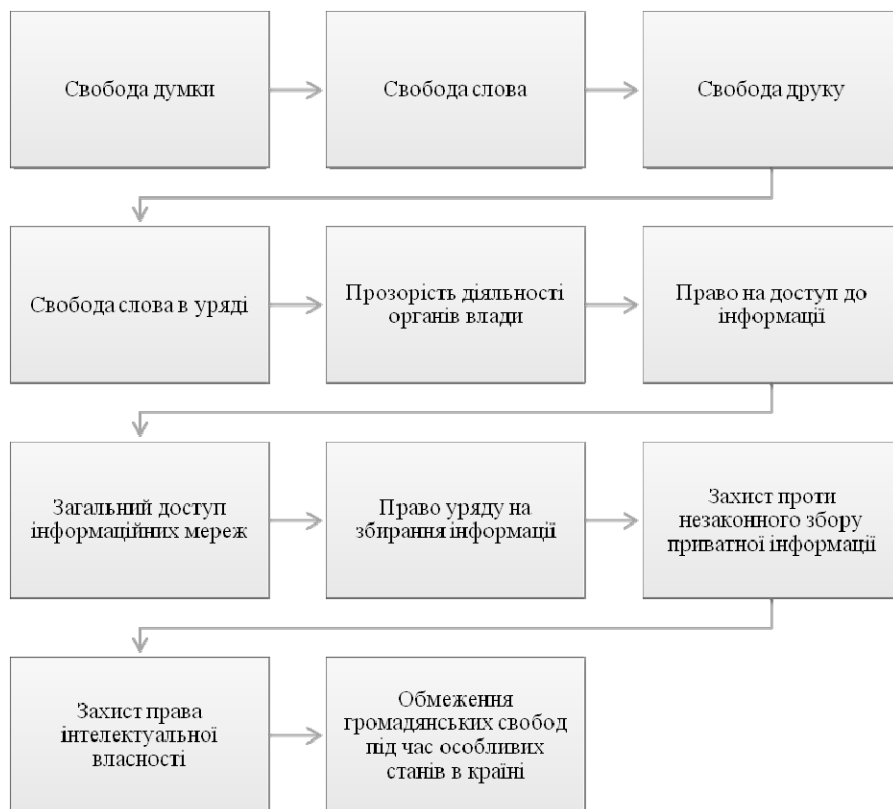 Свобода думки
Свобода слова
Свобода друку
Свобода слова в уряді
Прозорість діяльності
органів влади
Право на доступ до
інформації
Загальний доступ
інформаційних мереж
Право уряду на
збирання інформації
Захист проти
незаконного збору
приватної інформації
Захист права
інтелектуальної
власності
Обмеження
громадянських свобод
під час особливих
станів в країні